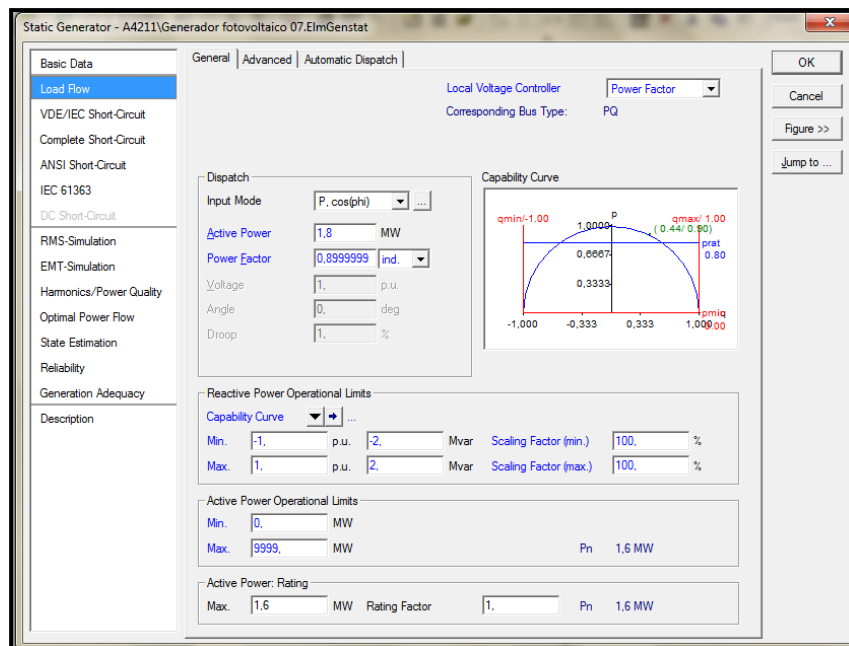 Static Generator - A4211\Generador fotovoltaico 07.ElmGenstat
Basic Data
Load Flow
VDE/IEC Short-Circuit
Complete Short-Circuit
ANSI Short-Circuit
IEC 61363
DC Short-Circuit
RMS-Simulation
EMT-Simulation
Harmonics/Power Quality
Optimal Power Flow
State Estimation
Reliability
Generation Adequacy
Description
General Advanced Automatic Dispatch
Local Voltage Controller Power Factor
Corresponding Bus Type: PQ
Dispatch
Input Mode P, cos(phi) ...
Active Power 1,8 MW
Power Factor 0,8999999 ind.
Voltage 1, p.u.
Angle 0, deg
Droop 1, %
Capability Curve
qmin/-1.00 p qmax/ 1.00
1,0000 ( 0.44/ 0.90)
prat
0,6667 0.80
0,3333
pmin
-1,000 -0,333 0,333 1,000 0.00
Reactive Power Operational Limits
Capability Curve ...
Min. -1, p.u. -2, Mvar Scaling Factor (min.) 100, %
Max. 1, p.u. 2, Mvar Scaling Factor (max.) 100, %
Active Power Operational Limits
Min. 0, MW
Max. 9999, MW Pn 1,6 MW
Active Power: Rating
Max. 1,6 MW Rating Factor 1, Pn 1,6 MW
OK
Cancel
Figure >>
Jump to ...